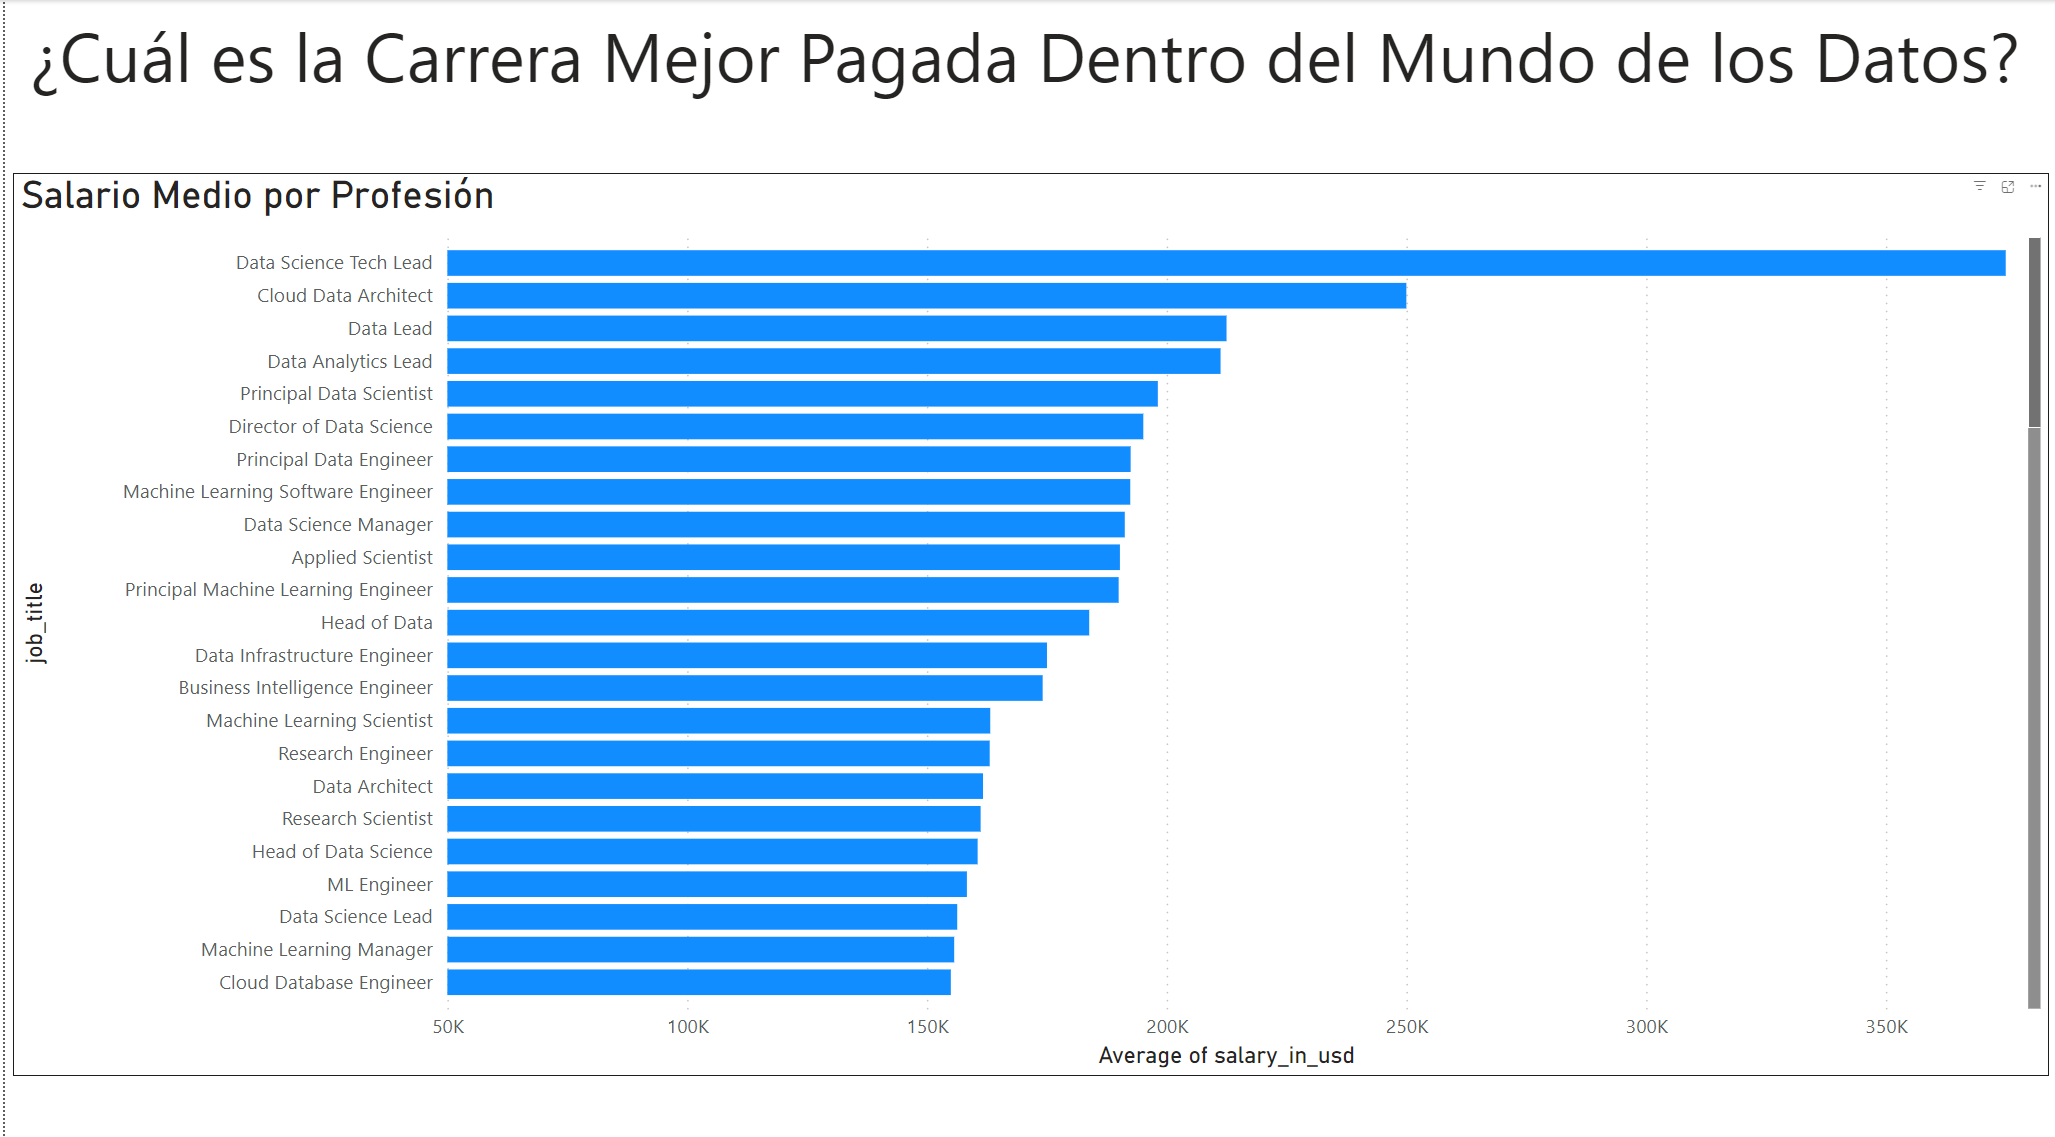 ¿Cuál es la Carrera Mejor Pagada Dentro del Mundo de los Datos?
Salario Medio por Profesión
job_title
Data Science Tech Lead
Cloud Data Architect
Data Lead
Data Analytics Lead
Principal Data Scientist
Director of Data Science
Principal Data Engineer
Machine Learning Software Engineer
Data Science Manager
Applied Scientist
Principal Machine Learning Engineer
Head of Data
Data Infrastructure Engineer
Business Intelligence Engineer
Machine Learning Scientist
Research Engineer
Data Architect
Research Scientist
Head of Data Science
ML Engineer
Data Science Lead
Machine Learning Manager
Cloud Database Engineer
50K 100K 150K 200K 250K 300K 350K
Average of salary_in_usd